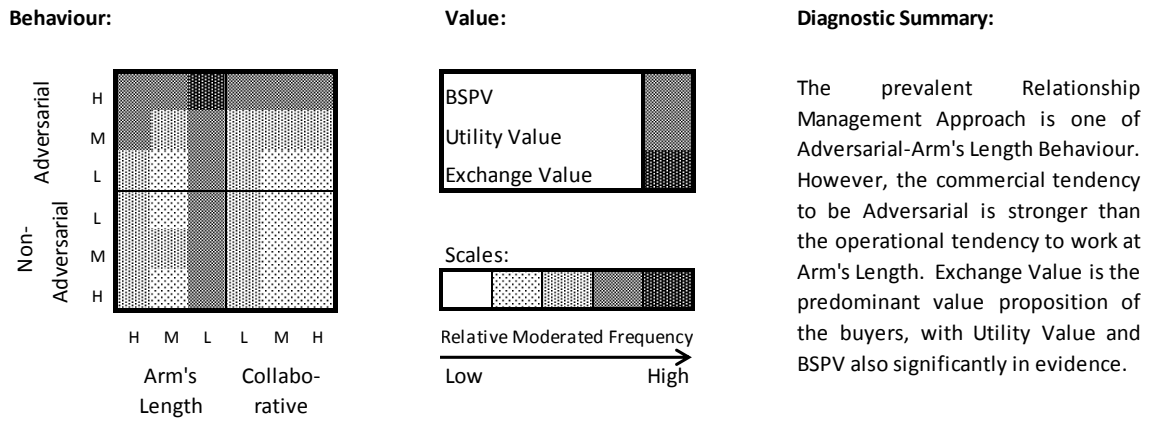 Behaviour:
Adversarial
Non-
Adversarial
H
M
L
L
M
H
H M L L M H
Arm's
Length
Collabo-
rative
Value:
BSPV
Utility Value
Exchange Value
Scales:
Relative Moderated Frequency
Low High
Diagnostic Summary:
The prevalent Relationship
Management Approach is one of
Adversarial-Arm's Length Behaviour.
However, the commercial tendency
to be Adversarial is stronger than
the operational tendency to work at
Arm's Length. Exchange Value is the
predominant value proposition of
the buyers, with Utility Value and
BSPV also significantly in evidence.